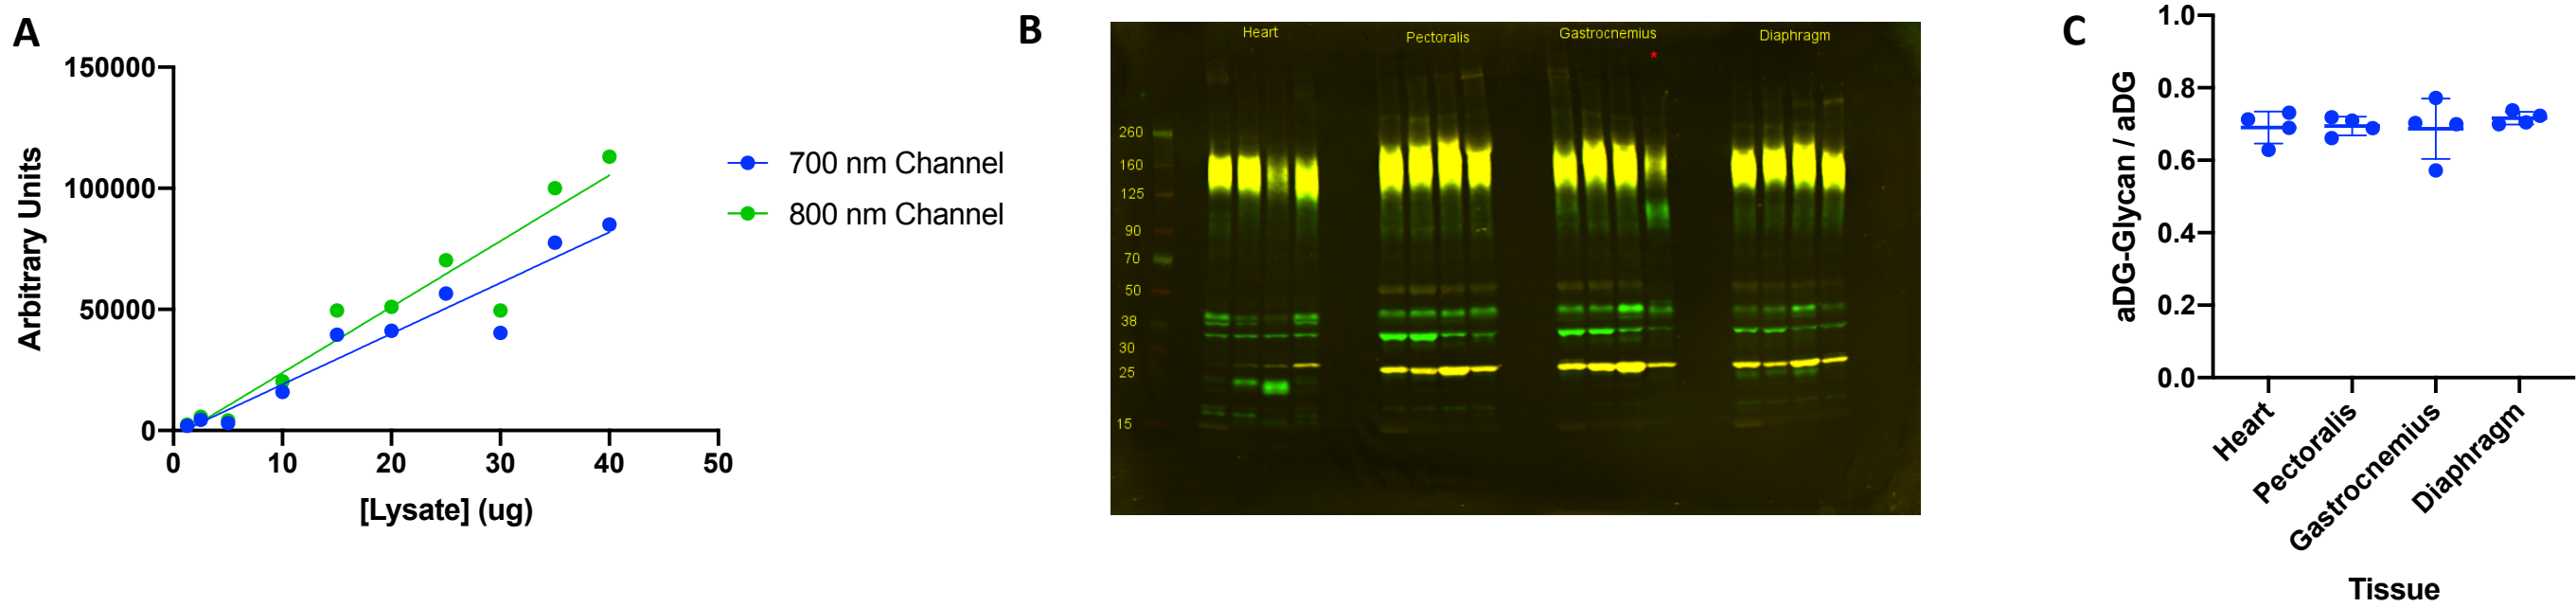 A
150000
100000
50000
0
0 10 20 30 40 50
Arbitrary Units
[Lysate] (ug)
700 nm Channel
800 nm Channel
B
Heart Pectoralis Gastrocnemius Diaphragm
*
260
160
125
90
70
50
38
30
25
15
C
1.0
0.8
0.6
0.4
0.2
0.0
aDG-Glycan / aDG
Heart
Pectoralis
Gastrocnemius
Diaphragm
Tissue